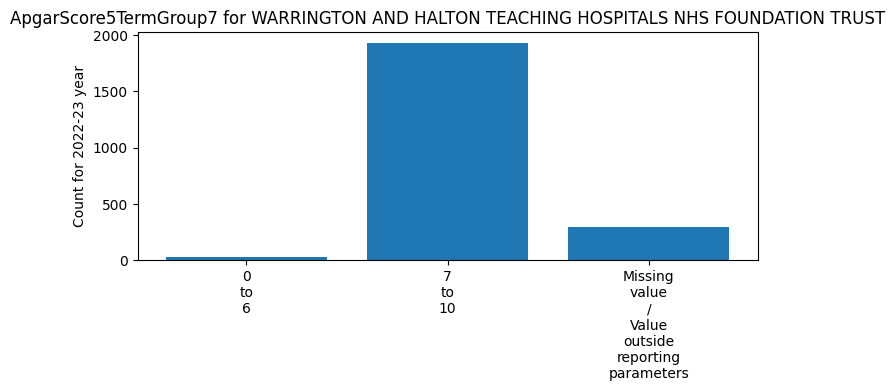 ApgarScore5TermGroup7 for WARRINGTON AND HALTON TEACHING HOSPITALS NHS FOUNDATION TRUST
Count for 2022-23 year
2000
1500
1000
500
0
0
to
6
7
to
10
Missing
value
/
Value
outside
reporting
parameters